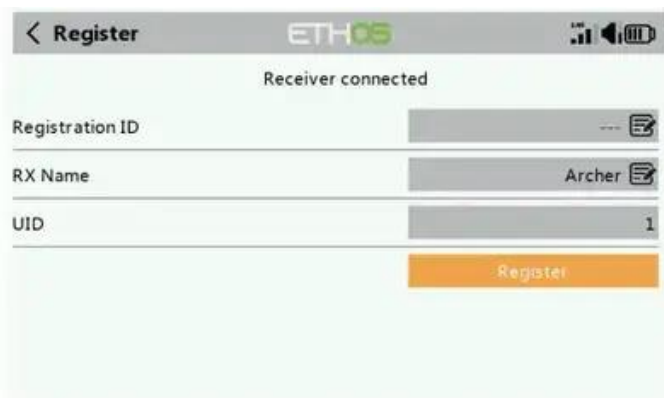 Register
ETHOS
Receiver connected
Registration ID
---
RX Name
Archer
UID
1
Register